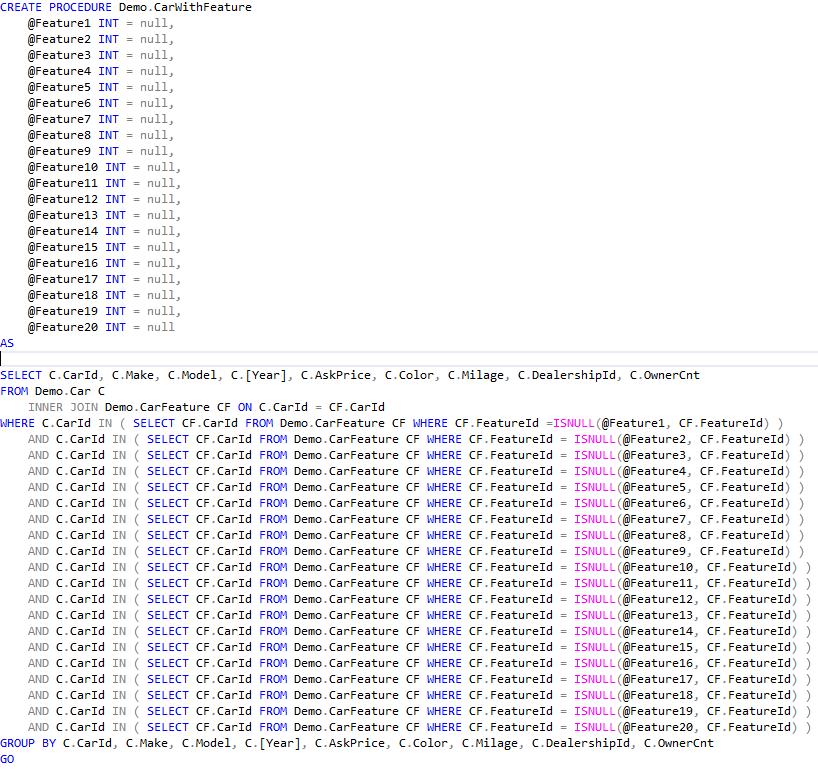 CREATE PROCEDURE Demo.CarWithFeature
@Feature1 INT = null,
@Feature2 INT = null,
@Feature3 INT = null,
@Feature4 INT = null,
@Feature5 INT = null,
@Feature6 INT = null,
@Feature7 INT = null,
@Feature8 INT = null,
@Feature9 INT = null,
@Feature10 INT = null,
@Feature11 INT = null,
@Feature12 INT = null,
@Feature13 INT = null,
@Feature14 INT = null,
@Feature15 INT = null,
@Feature16 INT = null,
@Feature17 INT = null,
@Feature18 INT = null,
@Feature19 INT = null,
@Feature20 INT = null
AS
SELECT C.CarId, C.Make, C.Model, C.[Year], C.AskPrice, C.Color, C.Milage, C.DealershipId, C.OwnerCnt
FROM Demo.Car C
INNER JOIN Demo.CarFeature CF ON C.CarId = CF.CarId
WHERE C.CarId IN ( SELECT CF.CarId FROM Demo.CarFeature CF WHERE CF.FeatureId =ISNULL(@Feature1, CF.FeatureId) )
AND C.CarId IN ( SELECT CF.CarId FROM Demo.CarFeature CF WHERE CF.FeatureId = ISNULL(@Feature2, CF.FeatureId) )
AND C.CarId IN ( SELECT CF.CarId FROM Demo.CarFeature CF WHERE CF.FeatureId = ISNULL(@Feature3, CF.FeatureId) )
AND C.CarId IN ( SELECT CF.CarId FROM Demo.CarFeature CF WHERE CF.FeatureId = ISNULL(@Feature4, CF.FeatureId) )
AND C.CarId IN ( SELECT CF.CarId FROM Demo.CarFeature CF WHERE CF.FeatureId = ISNULL(@Feature5, CF.FeatureId) )
AND C.CarId IN ( SELECT CF.CarId FROM Demo.CarFeature CF WHERE CF.FeatureId = ISNULL(@Feature6, CF.FeatureId) )
AND C.CarId IN ( SELECT CF.CarId FROM Demo.CarFeature CF WHERE CF.FeatureId = ISNULL(@Feature7, CF.FeatureId) )
AND C.CarId IN ( SELECT CF.CarId FROM Demo.CarFeature CF WHERE CF.FeatureId = ISNULL(@Feature8, CF.FeatureId) )
AND C.CarId IN ( SELECT CF.CarId FROM Demo.CarFeature CF WHERE CF.FeatureId = ISNULL(@Feature9, CF.FeatureId) )
AND C.CarId IN ( SELECT CF.CarId FROM Demo.CarFeature CF WHERE CF.FeatureId = ISNULL(@Feature10, CF.FeatureId) )
AND C.CarId IN ( SELECT CF.CarId FROM Demo.CarFeature CF WHERE CF.FeatureId = ISNULL(@Feature11, CF.FeatureId) )
AND C.CarId IN ( SELECT CF.CarId FROM Demo.CarFeature CF WHERE CF.FeatureId = ISNULL(@Feature12, CF.FeatureId) )
AND C.CarId IN ( SELECT CF.CarId FROM Demo.CarFeature CF WHERE CF.FeatureId = ISNULL(@Feature13, CF.FeatureId) )
AND C.CarId IN ( SELECT CF.CarId FROM Demo.CarFeature CF WHERE CF.FeatureId = ISNULL(@Feature14, CF.FeatureId) )
AND C.CarId IN ( SELECT CF.CarId FROM Demo.CarFeature CF WHERE CF.FeatureId = ISNULL(@Feature15, CF.FeatureId) )
AND C.CarId IN ( SELECT CF.CarId FROM Demo.CarFeature CF WHERE CF.FeatureId = ISNULL(@Feature16, CF.FeatureId) )
AND C.CarId IN ( SELECT CF.CarId FROM Demo.CarFeature CF WHERE CF.FeatureId = ISNULL(@Feature17, CF.FeatureId) )
AND C.CarId IN ( SELECT CF.CarId FROM Demo.CarFeature CF WHERE CF.FeatureId = ISNULL(@Feature18, CF.FeatureId) )
AND C.CarId IN ( SELECT CF.CarId FROM Demo.CarFeature CF WHERE CF.FeatureId = ISNULL(@Feature19, CF.FeatureId) )
AND C.CarId IN ( SELECT CF.CarId FROM Demo.CarFeature CF WHERE CF.FeatureId = ISNULL(@Feature20, CF.FeatureId) )
GROUP BY C.CarId, C.Make, C.Model, C.[Year], C.AskPrice, C.Color, C.Milage, C.DealershipId, C.OwnerCnt
GO